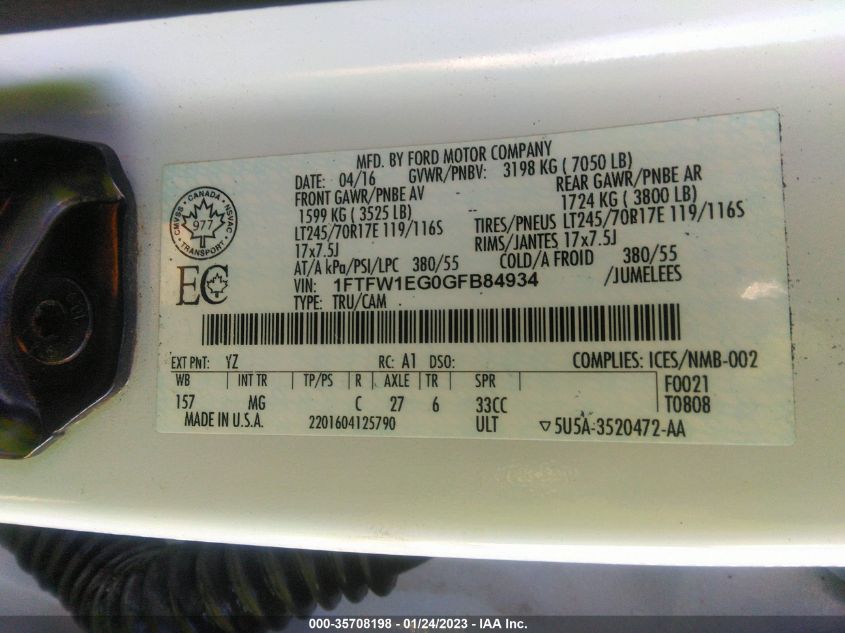 MFD. BY FORD MOTOR COMPANY
DATE: 04/16 GVWR/PNBV: 3198 KG ( 7050 LB)
FRONT GAWR/PNBE AV REAR GAWR/PNBE AR
1599 KG ( 3525 LB) 1724 KG ( 3800 LB)
LT245/70R17E 119/116S TIRES/PNEUS LT245/70R17E 119/116S
17x7.5J RIMS/JANTES 17x7.5J
AT/A kPa/PSI/LPC 380/55 COLD/A FROID 380/55
VIN: 1FTFW1EG0GFB84934 /JUMELEES
TYPE: TRU/CAM
CMVSS CANADA NSVAC
977
TRANSPORT
EC
EXT PNT: YZ RC: A1 DSO: COMPLIES: ICES/NMB-002
WB INT TR TP/PS R AXLE TR SPR F0021
157 MG C 27 6 33CC T0808
MADE IN U.S.A. 2201604125790 ULT ▽5U5A-3520472-AA
000-35708198 - 01/24/2023 - IAA Inc.